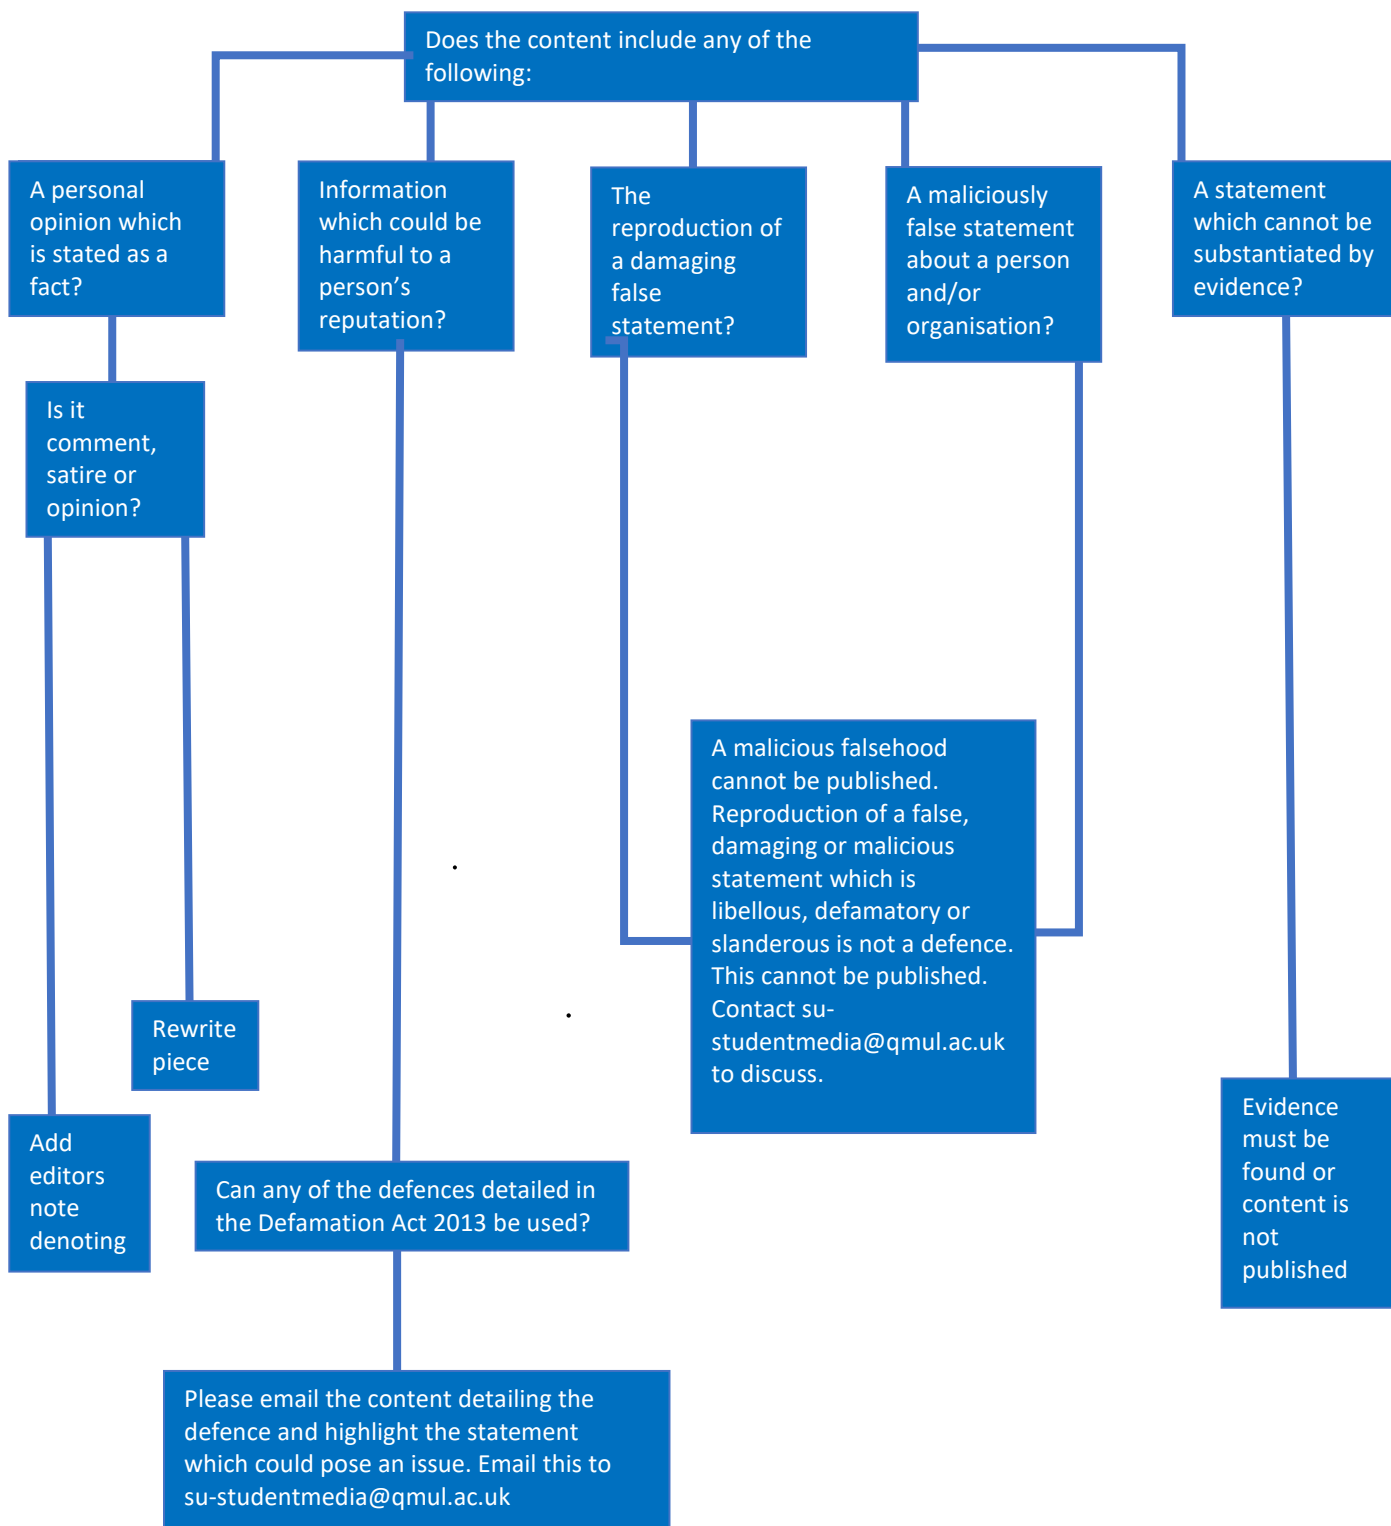 Does the content include any of the
following:
A personal
opinion which
is stated as a
fact?
Information
which could be
harmful to a
person’s
reputation?
The
reproduction of
a damaging
false
statement?
A maliciously
false statement
about a person
and/or
organisation?
A statement
which cannot be
substantiated by
evidence?
Is it
comment,
satire or
opinion?
A malicious falsehood
cannot be published.
Reproduction of a false,
damaging or malicious
statement which is
libellous, defamatory or
slanderous is not a defence.
This cannot be published.
Contact su-
studentmedia@qmul.ac.uk
to discuss.
Rewrite
piece
Add
editors
note
denoting
Can any of the defences detailed in
the Defamation Act 2013 be used?
Evidence
must be
found or
content is
not
published
Please email the content detailing the
defence and highlight the statement
which could pose an issue. Email this to
su-studentmedia@qmul.ac.uk